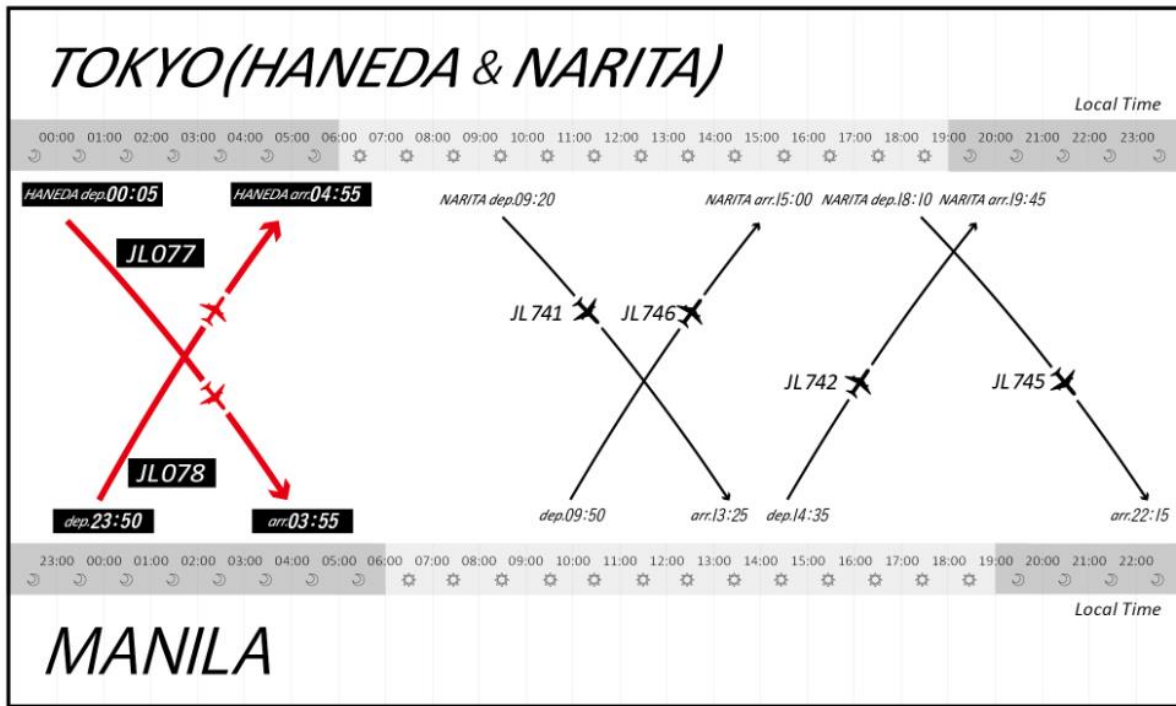 TOKYO(HANEDA & NARITA)
Local Time
00:00 01:00 02:00 03:00 04:00 05:00 06:00 07:00 08:00 09:00 10:00 11:00 12:00 13:00 14:00 15:00 16:00 17:00 18:00 19:00 20:00 21:00 22:00 23:00
HANEDA dep.00:05 HANEDA arr.04:55 NARITA dep.09:20 NARITA arr.15:00 NARITA dep.18:10 NARITA arr.19:45
JL077
JL741 JL746
JL742 JL745
JL078
dep.23:50 arr.03:55 dep.09:50 arr.13:25 dep.14:35 arr.22:15
23:00 00:00 01:00 02:00 03:00 04:00 05:00 06:00 07:00 08:00 09:00 10:00 11:00 12:00 13:00 14:00 15:00 16:00 17:00 18:00 19:00 20:00 21:00 22:00
Local Time
MANILA